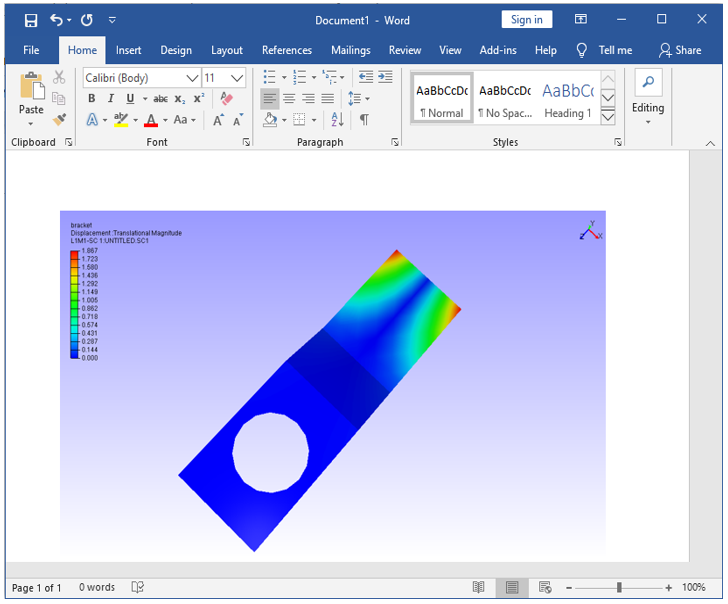 Document1 - Word
Sign in
File Home Insert Design Layout References Mailings Review View Add-ins Help Tell me Share
Paste
Calibri (Body) 11
B I U abc x₂ x²
A aby A Aa A A
AaBbCcDc AaBbCcDc AaBbCc
¶ Normal ¶ No Spac... Heading 1
Editing
Clipboard Font Paragraph Styles
bracket
Displacement :Translational Magnitude
L1M1-SC 1:UNTITLED.SC1
1.867
1.723
1.580
1.436
1.292
1.149
1.005
0.862
0.718
0.574
0.431
0.287
0.144
0.000
Y
Z X
Page 1 of 1 0 words 100%